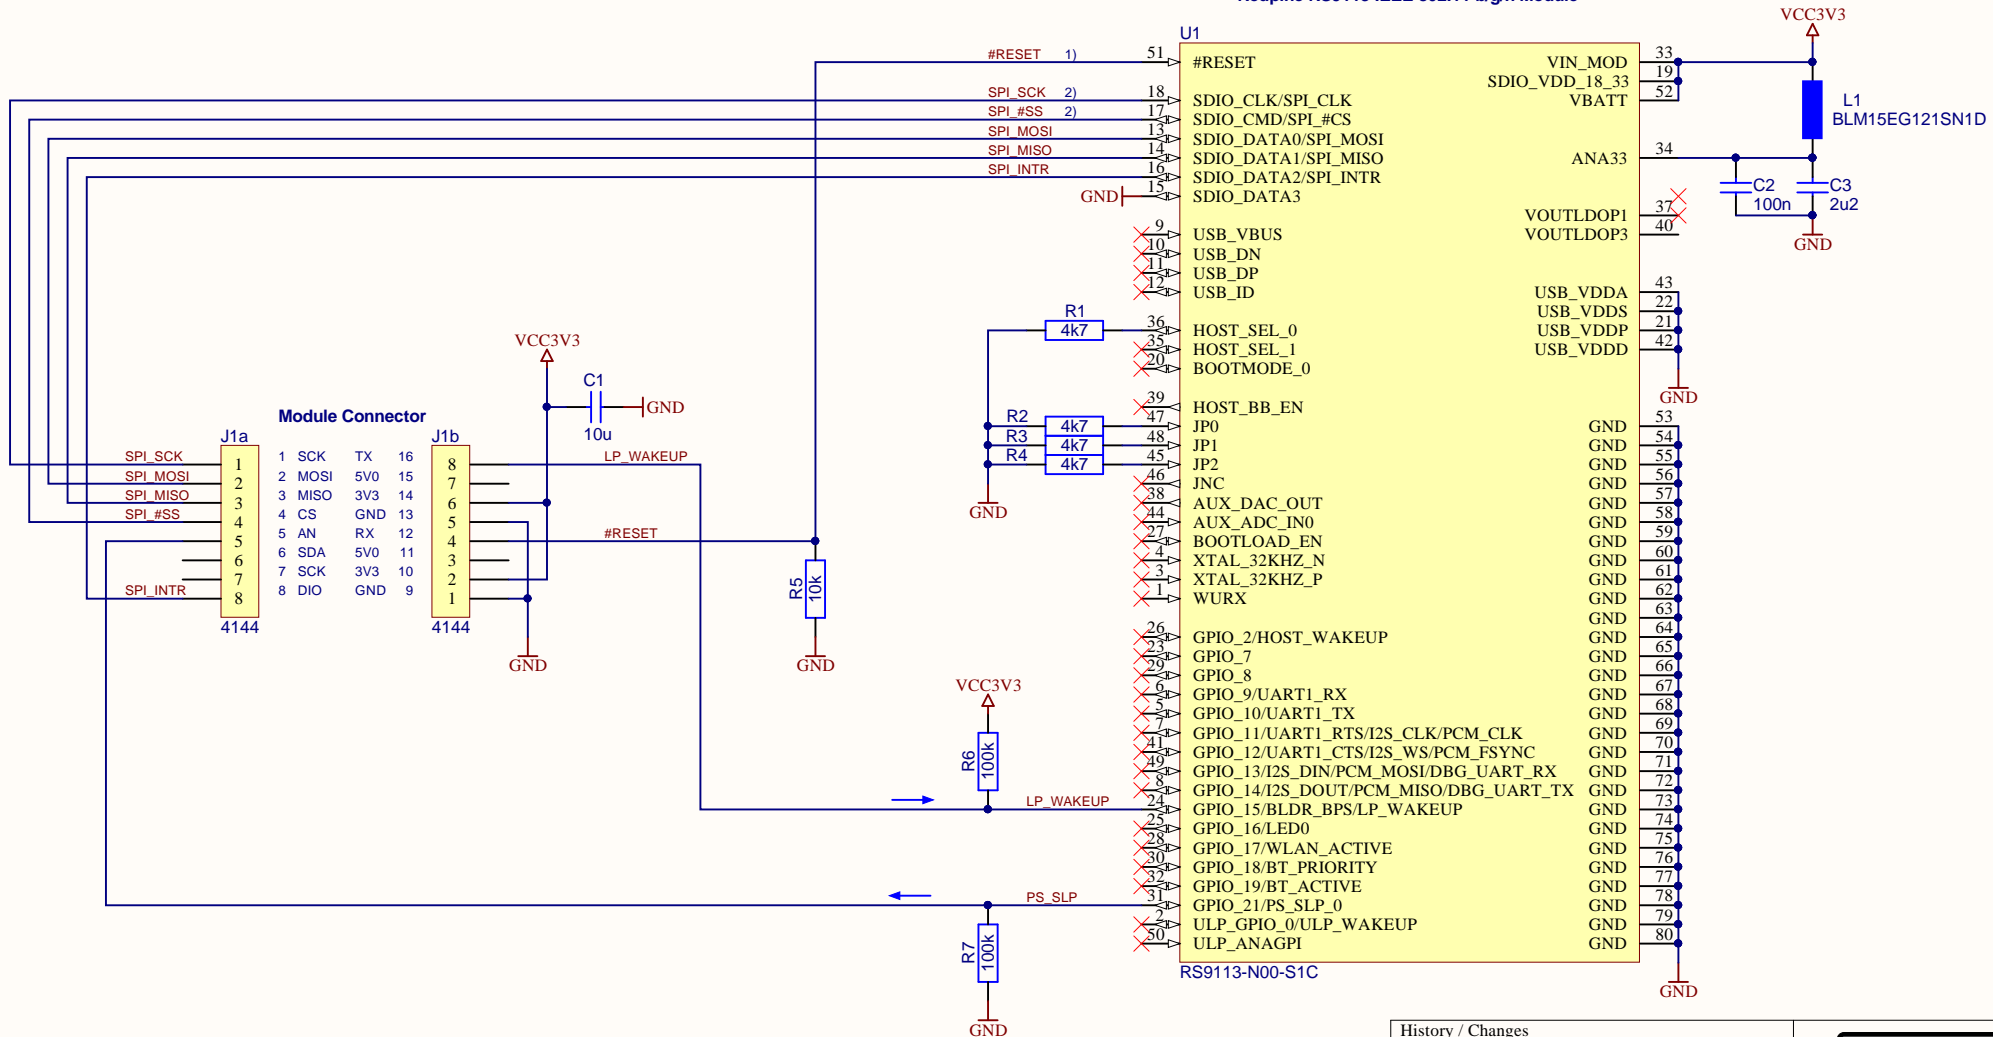 VCC3V3
U1
#RESET 1)
51 #RESET
VIN_MOD 33
SDIO_VDD_18_33 19
VBATT 52
SPI_SCK 2)
18 SDIO_CLK/SPI_CLK
SPI_#SS 2)
17 SDIO_CMD/SPI_#CS
SPI_MOSI
13 SDIO_DATA0/SPI_MOSI
SPI_MISO
14 SDIO_DATA1/SPI_MISO
SPI_INTR
16 SDIO_DATA2/SPI_INTR
GND 15 SDIO_DATA3
L1
BLM15EG121SN1D
ANA33 34
C2
100n
C3
2u2
GND
VOUTLDOP1 37
VOUTLDOP3 40
9 USB_VBUS
10 USB_DN
11 USB_DP
12 USB_ID
USB_VDDA 43
USB_VDDS 22
USB_VDDP 21
USB_VDDD 42
GND
R1
4k7
36 HOST_SEL_0
35 HOST_SEL_1
20 BOOTMODE_0
39 HOST_BB_EN
R2 4k7 47 JP0
R3 4k7 48 JP1
R4 4k7 45 JP2
GND
46 JNC
38 AUX_DAC_OUT
44 AUX_ADC_IN0
27 BOOTLOAD_EN
4 XTAL_32KHZ_N
3 XTAL_32KHZ_P
1 WURX
26 GPIO_2/HOST_WAKEUP
23 GPIO_7
29 GPIO_8
6 GPIO_9/UART1_RX
5 GPIO_10/UART1_TX
7 GPIO_11/UART1_RTS/I2S_CLK/PCM_CLK
41 GPIO_12/UART1_CTS/I2S_WS/PCM_FSYNC
49 GPIO_13/I2S_DIN/PCM_MOSI/DBG_UART_RX
8 GPIO_14/I2S_DOUT/PCM_MISO/DBG_UART_TX
24 GPIO_15/BLDR_BPS/LP_WAKEUP
25 GPIO_16/LED0
28 GPIO_17/WLAN_ACTIVE
30 GPIO_18/BT_PRIORITY
32 GPIO_19/BT_ACTIVE
31 GPIO_21/PS_SLP_0
2 ULP_GPIO_0/ULP_WAKEUP
50 ULP_ANAGPI
GND 53
GND 54
GND 55
GND 56
GND 57
GND 58
GND 59
GND 60
GND 61
GND 62
GND 63
GND 64
GND 65
GND 66
GND 67
GND 68
GND 69
GND 70
GND 71
GND 72
GND 73
GND 74
GND 75
GND 76
GND 77
GND 78
GND 79
GND 80
GND
RS9113-N00-S1C
VCC3V3
C1
10u
GND
Module Connector
J1a
J1b
SPI_SCK 1
SPI_MOSI 2
SPI_MISO 3
SPI_#SS 4
5
6
7
SPI_INTR 8
4144
1 SCK TX 16
2 MOSI 5V0 15
3 MISO 3V3 14
4 CS GND 13
5 AN RX 12
6 SDA 5V0 11
7 SCK 3V3 10
8 DIO GND 9
8 LP_WAKEUP
7
6
5
4 #RESET
3
2
1
4144
GND
R5
10k
GND
VCC3V3
R6
100k
LP_WAKEUP
PS_SLP
R7
100k
GND
History / Changes